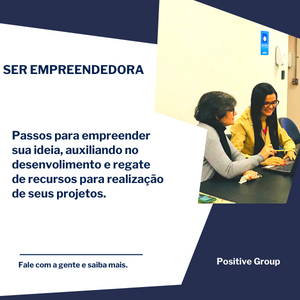 SER EMPREENDEDORA
Passos para empreender
sua ideia, auxiliando no
desenvolimento e regate
de recursos para realização
de seus projetos.
Fale com a gente e saiba mais.
Positive Group